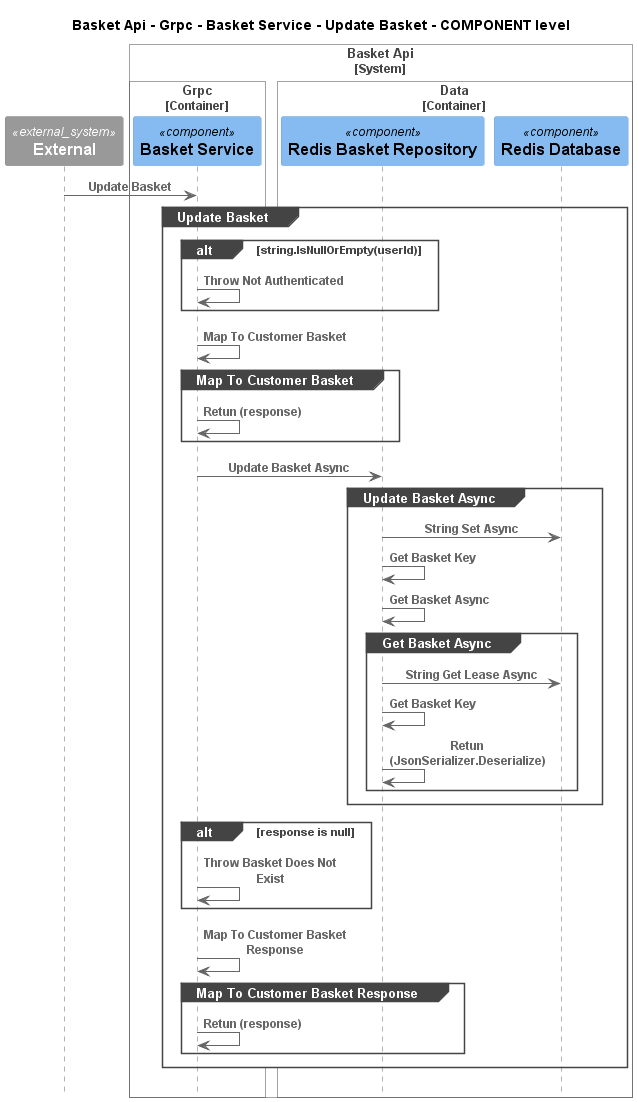 Basket Api - Grpc - Basket Service - Update Basket - COMPONENT level
Basket Api
[System]
Grpc
[Container]
Data
[Container]
«external_system»
External
«component»
Basket Service
«component»
Redis Basket Repository
«component»
Redis Database
Update Basket
Update Basket
alt
[string.IsNullOrEmpty(userId)]
Throw Not Authenticated
Map To Customer Basket
Map To Customer Basket
Retun (response)
Update Basket Async
Update Basket Async
String Set Async
Get Basket Key
Get Basket Async
Get Basket Async
String Get Lease Async
Get Basket Key
Retun
(JsonSerializer.Deserialize)
alt
[response is null]
Throw Basket Does Not
Exist
Map To Customer Basket
Response
Map To Customer Basket Response
Retun (response)